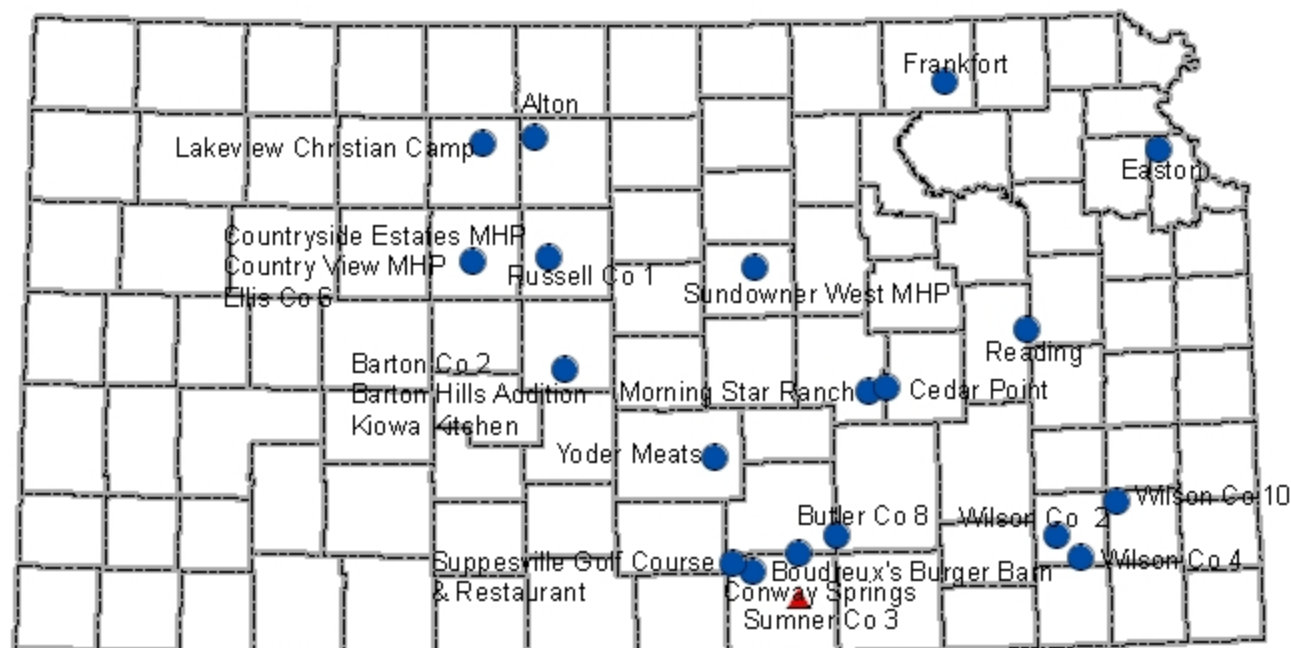 Frankfort
Alton
Lakeview Christian Camp
Easton
Countryside Estates MHP
Country View MHP
Ellis Co 6
Russell Co 1
Sundowner West MHP
Reading
Barton Co 2
Barton Hills Addition
Kiowa Kitchen
Morning Star Ranch
Cedar Point
Yoder Meats
Wilson Co 10
Butler Co 8
Wilson Co 2
Wilson Co 4
Suppesville Golf Course
& Restaurant
Boudreux's Burger Barn
Conway Springs
Sumner Co 3